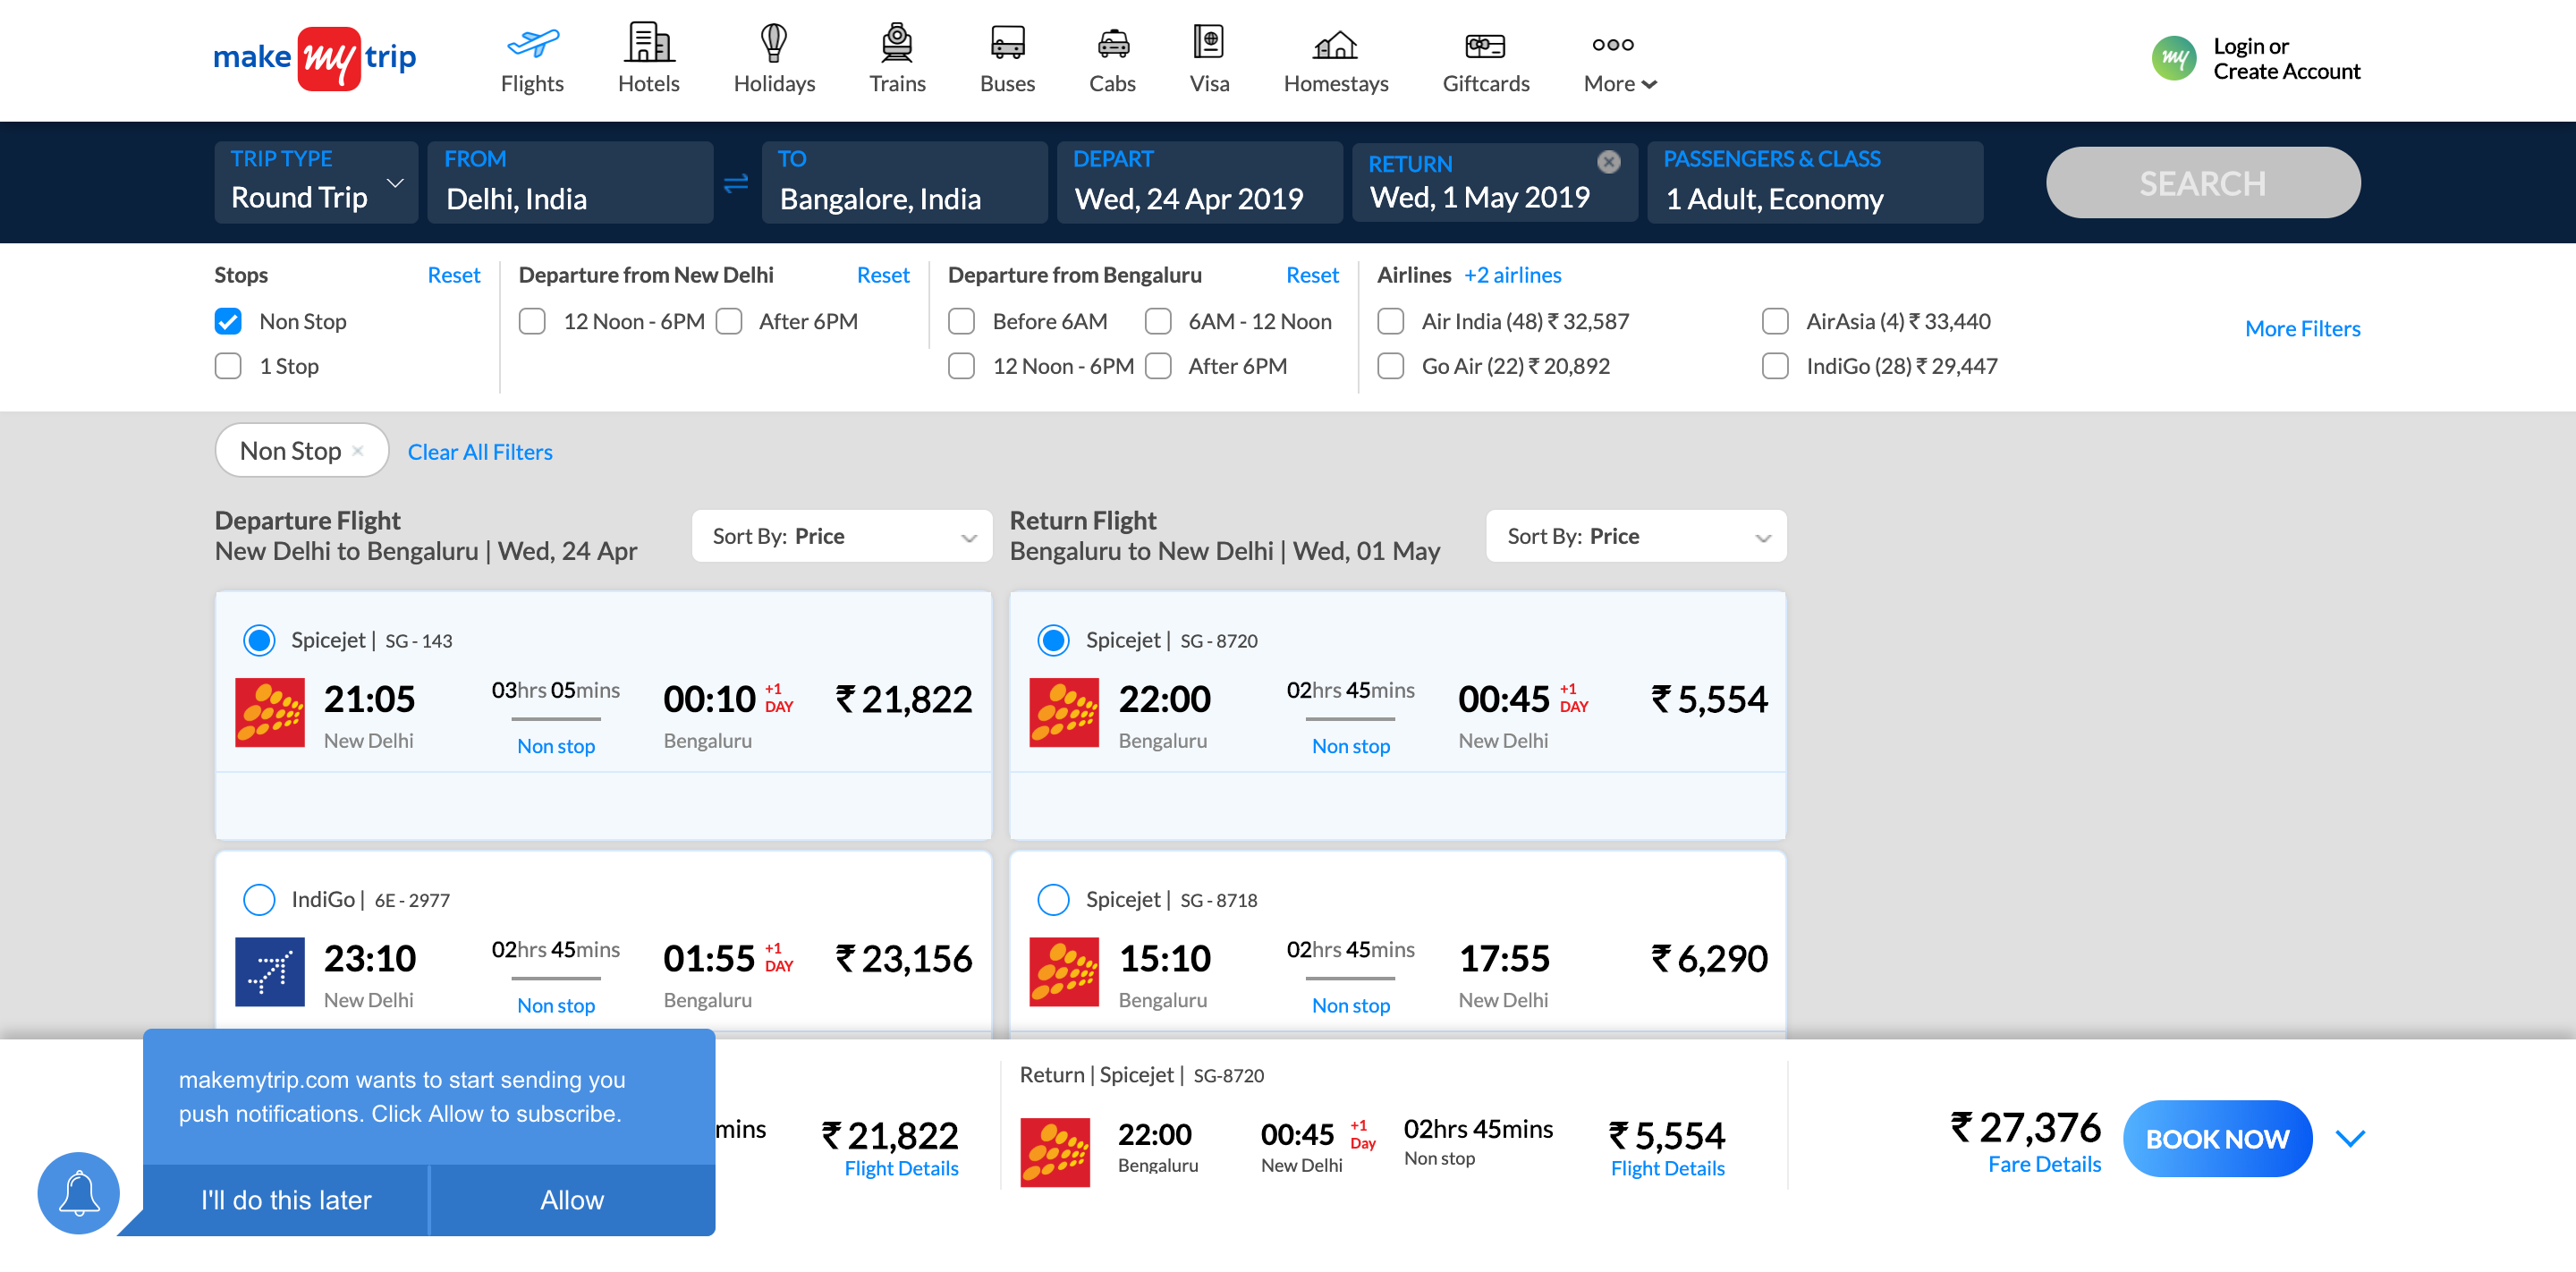 make my trip
Flights Hotels Holidays Trains Buses Cabs Visa Homestays Giftcards More
my Login or
Create Account
TRIP TYPE
Round Trip
FROM
Delhi, India
TO
Bangalore, India
DEPART
Wed, 24 Apr 2019
RETURN
Wed, 1 May 2019
PASSENGERS & CLASS
1 Adult, Economy
SEARCH
Stops Reset
Non Stop
1 Stop
Departure from New Delhi Reset
12 Noon - 6PM After 6PM
Departure from Bengaluru Reset
Before 6AM 6AM - 12 Noon
12 Noon - 6PM After 6PM
Airlines +2 airlines
Air India (48) ₹ 32,587 AirAsia (4) ₹ 33,440
Go Air (22) ₹ 20,892 IndiGo (28) ₹ 29,447
More Filters
Non Stop × Clear All Filters
Departure Flight
New Delhi to Bengaluru | Wed, 24 Apr
Sort By: Price
Spicejet | SG - 143
21:05 03hrs 05mins 00:10 +1 DAY ₹ 21,822
New Delhi Non stop Bengaluru
IndiGo | 6E - 2977
23:10 02hrs 45mins 01:55 +1 DAY ₹ 23,156
New Delhi Non stop Bengaluru
Return Flight
Bengaluru to New Delhi | Wed, 01 May
Sort By: Price
Spicejet | SG - 8720
22:00 02hrs 45mins 00:45 +1 DAY ₹ 5,554
Bengaluru Non stop New Delhi
Spicejet | SG - 8718
15:10 02hrs 45mins 17:55 ₹ 6,290
Bengaluru Non stop New Delhi
makemytrip.com wants to start sending you
push notifications. Click Allow to subscribe.
I'll do this later Allow
mins ₹ 21,822
Flight Details
Return | Spicejet | SG-8720
22:00 00:45 +1 Day 02hrs 45mins ₹ 5,554
Bengaluru New Delhi Non stop Flight Details
₹ 27,376
Fare Details
BOOK NOW